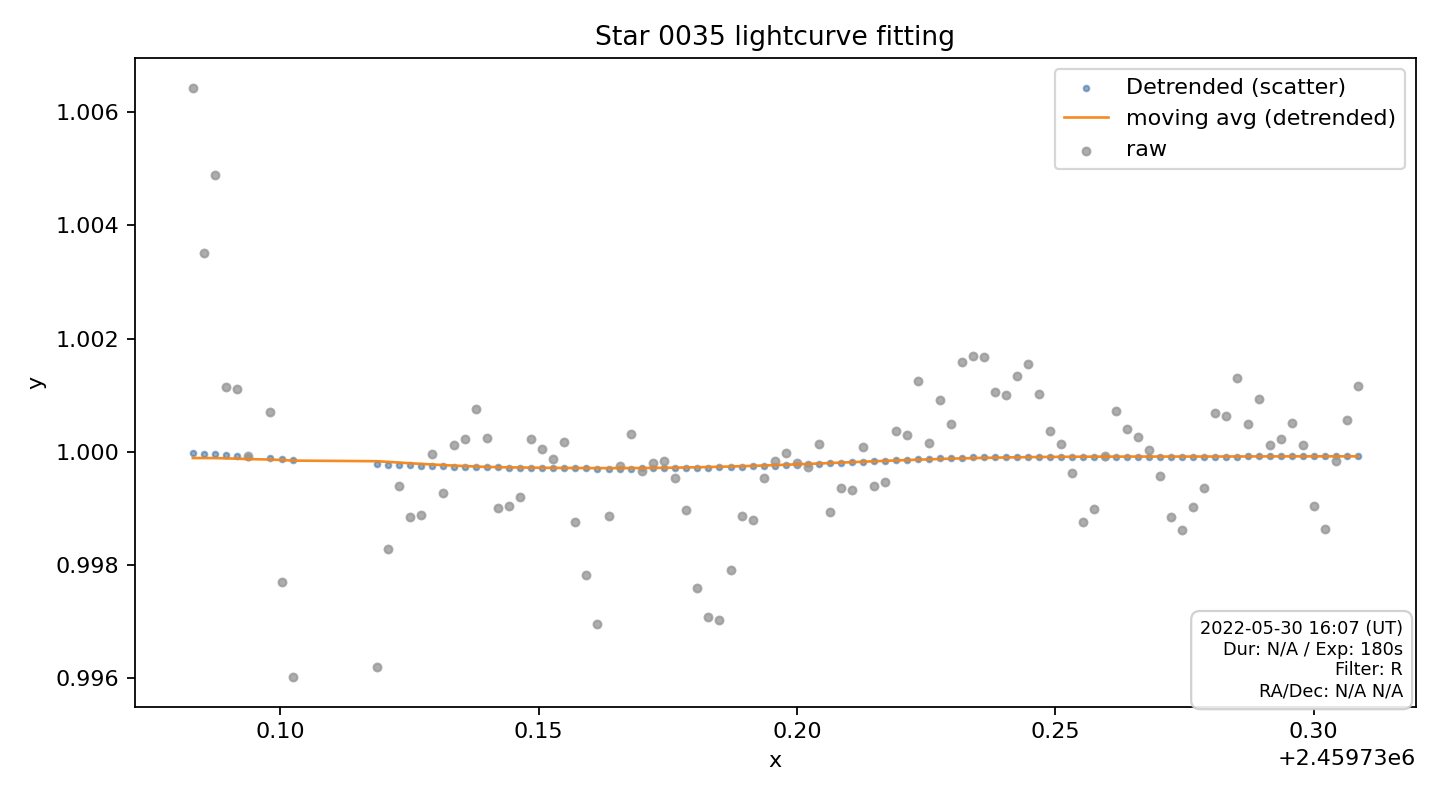 Star 0035 lightcurve fitting
Detrended (scatter)
moving avg (detrended)
raw
1.006
1.004
1.002
1.000
0.998
0.996
y
2022-05-30 16:07 (UT)
Dur: N/A / Exp: 180s
Filter: R
RA/Dec: N/A N/A
0.10 0.15 0.20 0.25 0.30
x
+2.45973e6